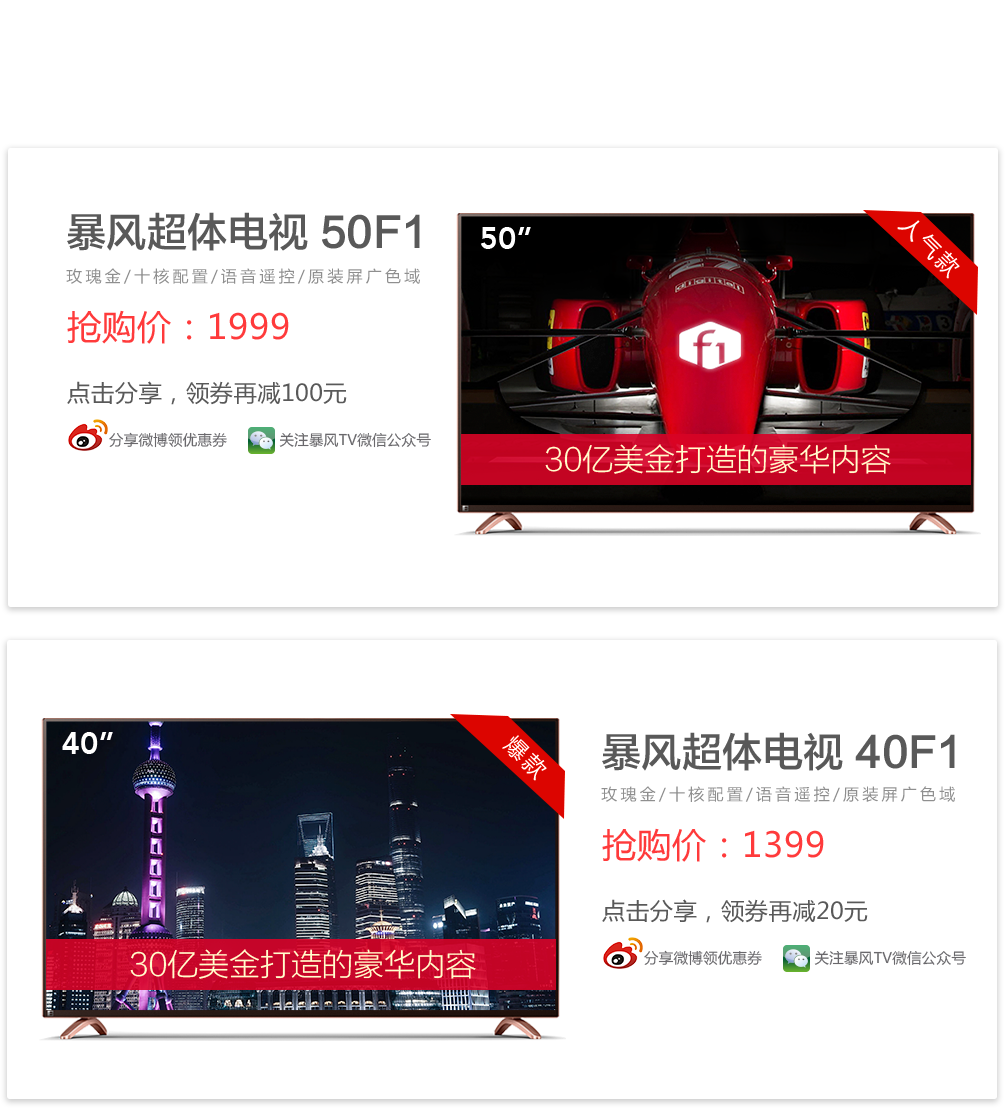 暴风超体电视 50F1
玫瑰金/十核配置/语音遥控/原装屏广色域
抢购价：1999
点击分享，领券再减100元
分享微博领优惠券
关注暴风TV微信公众号
50″
人气款
27
digital
f1
30亿美金打造的豪华内容
40″
爆款
30亿美金打造的豪华内容
暴风超体电视 40F1
玫瑰金/十核配置/语音遥控/原装屏广色域
抢购价：1399
点击分享，领券再减20元
分享微博领优惠券
关注暴风TV微信公众号